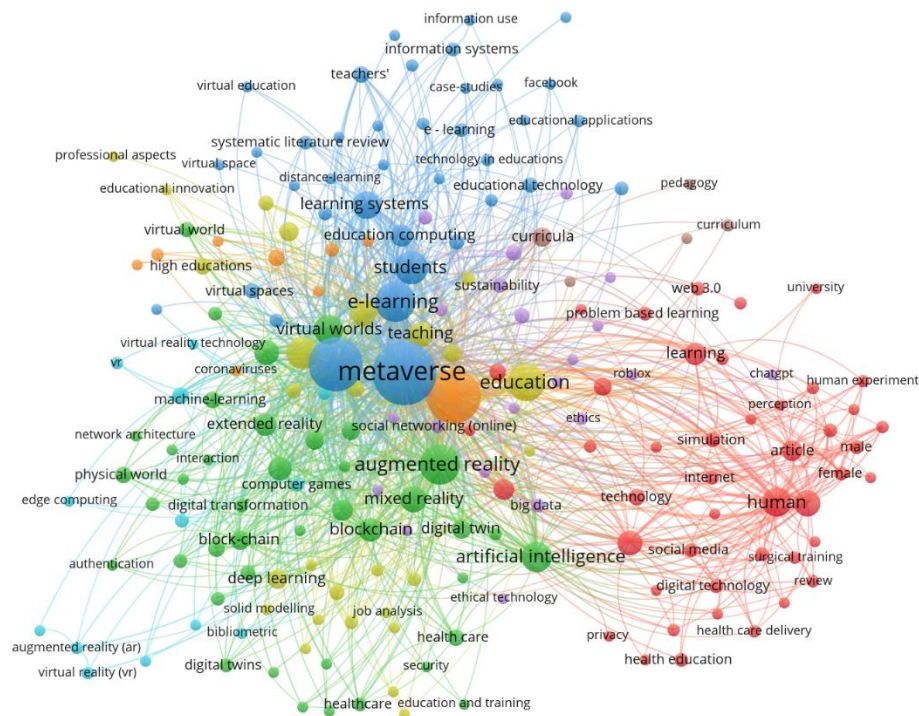 information use
information systems
teachers'
virtual education
case-studies
facebook
e - learning
educational applications
systematic literature review
professional aspects
virtual space
technology in educations
distance-learning
educational innovation
educational technology
pedagogy
learning systems
virtual world
education computing
curricula
curriculum
high educations
students
sustainability
virtual spaces
web 3.0
university
e-learning
problem based learning
virtual worlds
teaching
virtual reality technology
learning
vr
coronaviruses
metaverse
roblox
chatgpt
human experiment
education
machine-learning
perception
extended reality
social networking (online)
ethics
network architecture
simulation
male
interaction
augmented reality
article
physical world
computer games
internet
female
edge computing
digital transformation
mixed reality
big data
technology
human
block-chain
blockchain
digital twin
authentication
artificial intelligence
social media
surgical training
deep learning
digital technology
review
solid modelling
job analysis
ethical technology
bibliometric
augmented reality (ar)
health care
privacy
health care delivery
virtual reality (vr)
digital twins
security
health education
healthcare
education and training